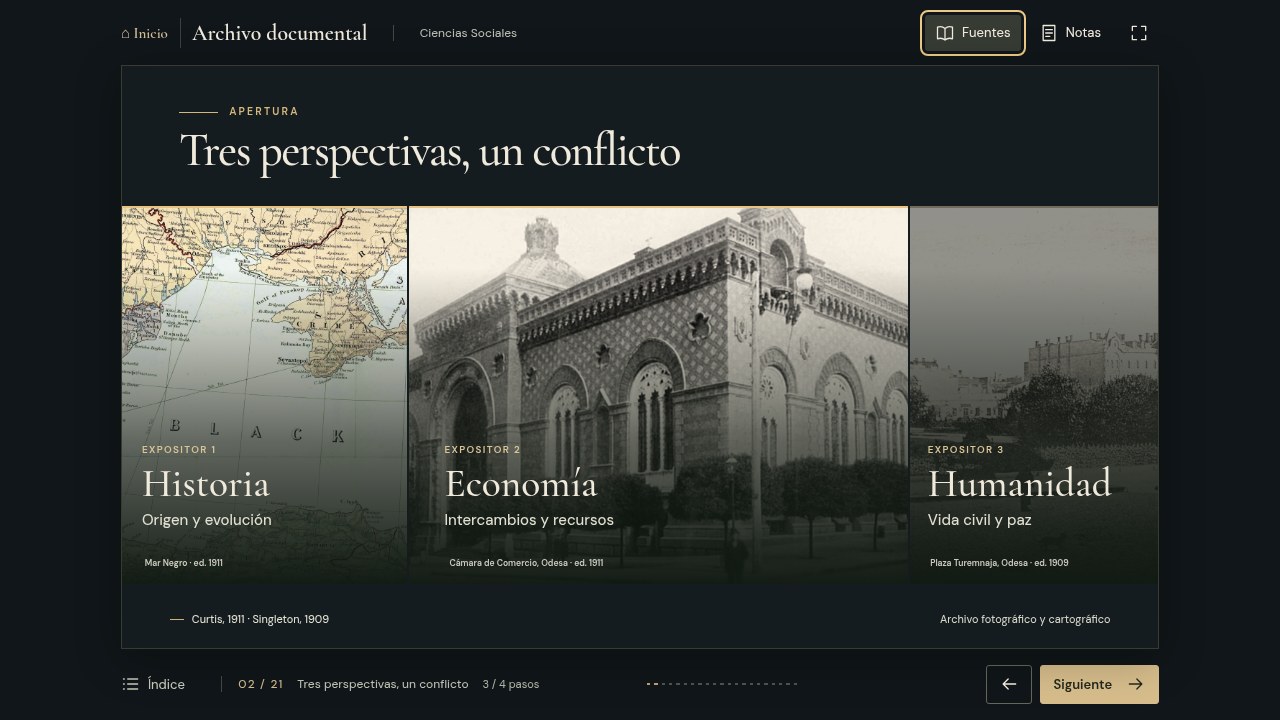 Inicio
Archivo documental
Ciencias Sociales
Fuentes
Notas
APERTURA
Tres perspectivas, un conflicto
CRIME
BLACK
EXPOSITOR 1
Historia
Origen y evolución
Mar Negro · ed. 1911
EXPOSITOR 2
Economía
Intercambios y recursos
Cámara de Comercio, Odesa · ed. 1911
EXPOSITOR 3
Humanidad
Vida civil y paz
Plaza Turemnaja, Odesa · ed. 1909
Curtis, 1911 · Singleton, 1909
Archivo fotográfico y cartográfico
Índice
02 / 21
Tres perspectivas, un conflicto
3 / 4 pasos
Siguiente